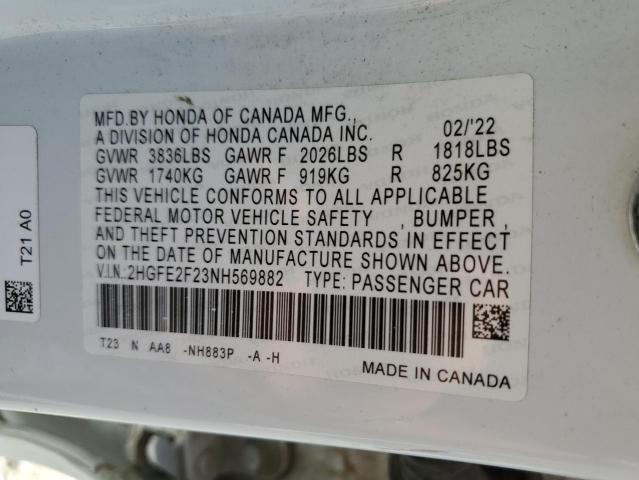 MFD.BY HONDA OF CANADA MFG.,
A DIVISION OF HONDA CANADA INC. 02/'22
GVWR 3836LBS GAWR F 2026LBS R 1818LBS
GVWR 1740KG GAWR F 919KG R 825KG
THIS VEHICLE CONFORMS TO ALL APPLICABLE
FEDERAL MOTOR VEHICLE SAFETY , BUMPER ,
AND THEFT PREVENTION STANDARDS IN EFFECT
ON THE DATE OF MANUFACTURE SHOWN ABOVE.
V.I.N.:2HGFE2F23NH569882 TYPE: PASSENGER CAR
T23 N AA8 -NH883P -A -H
MADE IN CANADA
T21 A0